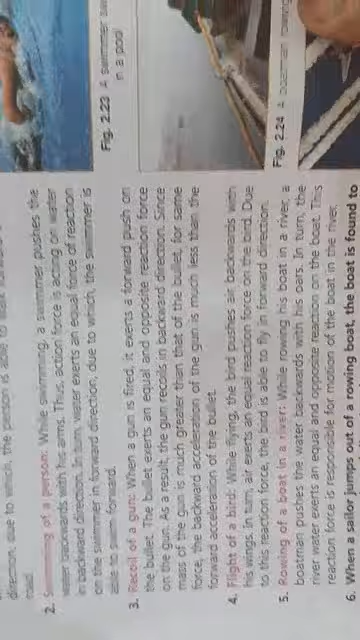 direction, due to which, the person is able to walk
road.
2. Swimming of a person: While swimming, a swimmer pushes the
water backwards with his arms. Thus, action force is acting on water
in backward direction. In turn, water exerts an equal force of reaction
on the swimmer in forward direction, due to which, the swimmer is
able to swim forward.
3. Recoil of a gun: When a gun is fired, it exerts a forward push on
the bullet. The bullet exerts an equal and opposite reaction force
on the gun. As a result, the gun recoils in backward direction. Since
mass of the gun is much greater than that of the bullet, for same
force, the backward acceleration of the gun is much less than the
forward acceleration of the bullet.
4. Flight of a bird: While flying, the bird pushes air backwards with
his wings. In turn, air exerts an equal reaction force on the bird. Due
to this reaction force, the bird is able to fly in forward direction.
5. Rowing of a boat in a river: While rowing his boat in a river, a
boatman pushes the water backwards with his oars. In turn, the
river water exerts an equal and opposite reaction on the boat. This
reaction force is responsible for motion of the boat in the river.
6. When a sailor jumps out of a rowing boat, the boat is found to
Fig. 2.23 A swimmer
in a pool
Fig. 2.24 A boatman rowing